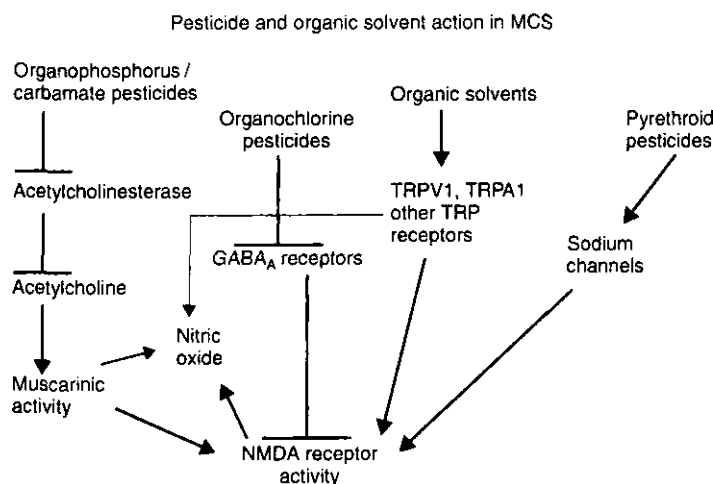 Pesticide and organic solvent action in MCS
Organophosphorus /
carbamate pesticides
Organochlorine
pesticides
Organic solvents
Pyrethroid
pesticides
Acetylcholinesterase
TRPV1, TRPA1
other TRP
receptors
GABAA receptors
Sodium
channels
Acetylcholine
Nitric
oxide
Muscarinic
activity
NMDA receptor
activity